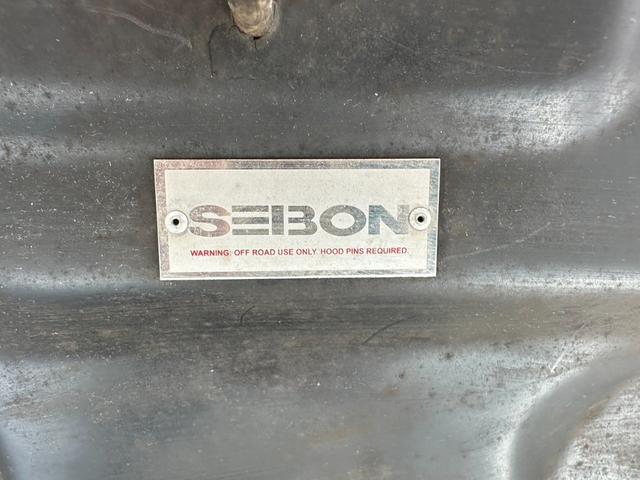 SEIBON
WARNING: OFF ROAD USE ONLY. HOOD PINS REQUIRED.